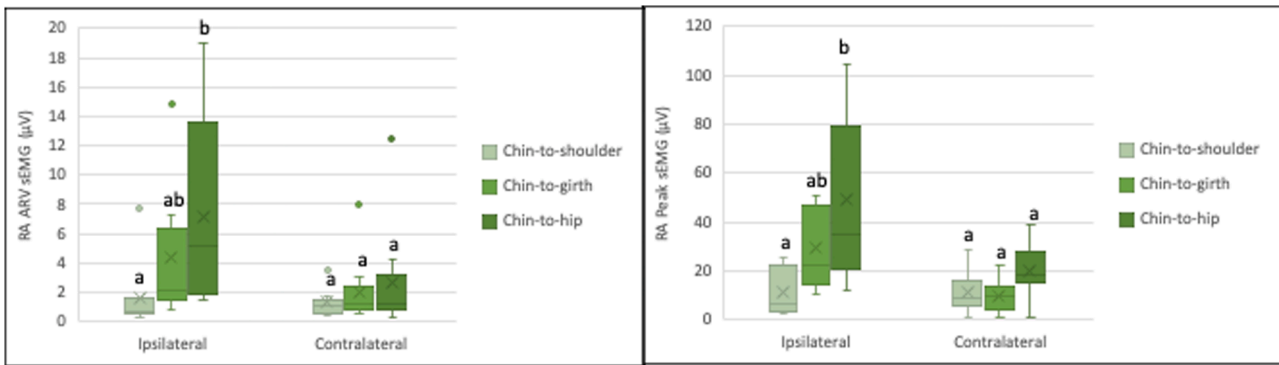 20
18
16
14
12
10
8
6
4
2
0
RA ARV sEMG (µV)
a
ab
b
a
a
a
Ipsilateral
Contralateral
Chin-to-shoulder
Chin-to-girth
Chin-to-hip
120
100
80
60
40
20
0
RA Peak sEMG (µV)
a
ab
b
a
a
a
Ipsilateral
Contralateral
Chin-to-shoulder
Chin-to-girth
Chin-to-hip